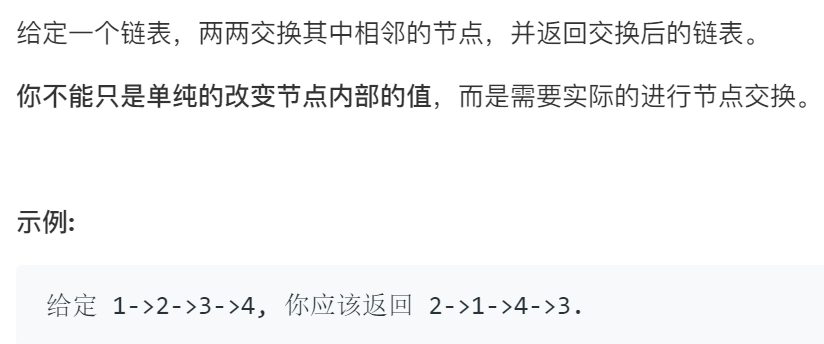 给定一个链表，两两交换其中相邻的节点，并返回交换后的链表。
你不能只是单纯的改变节点内部的值，而是需要实际的进行节点交换。
示例:
给定 1->2->3->4, 你应该返回 2->1->4->3.